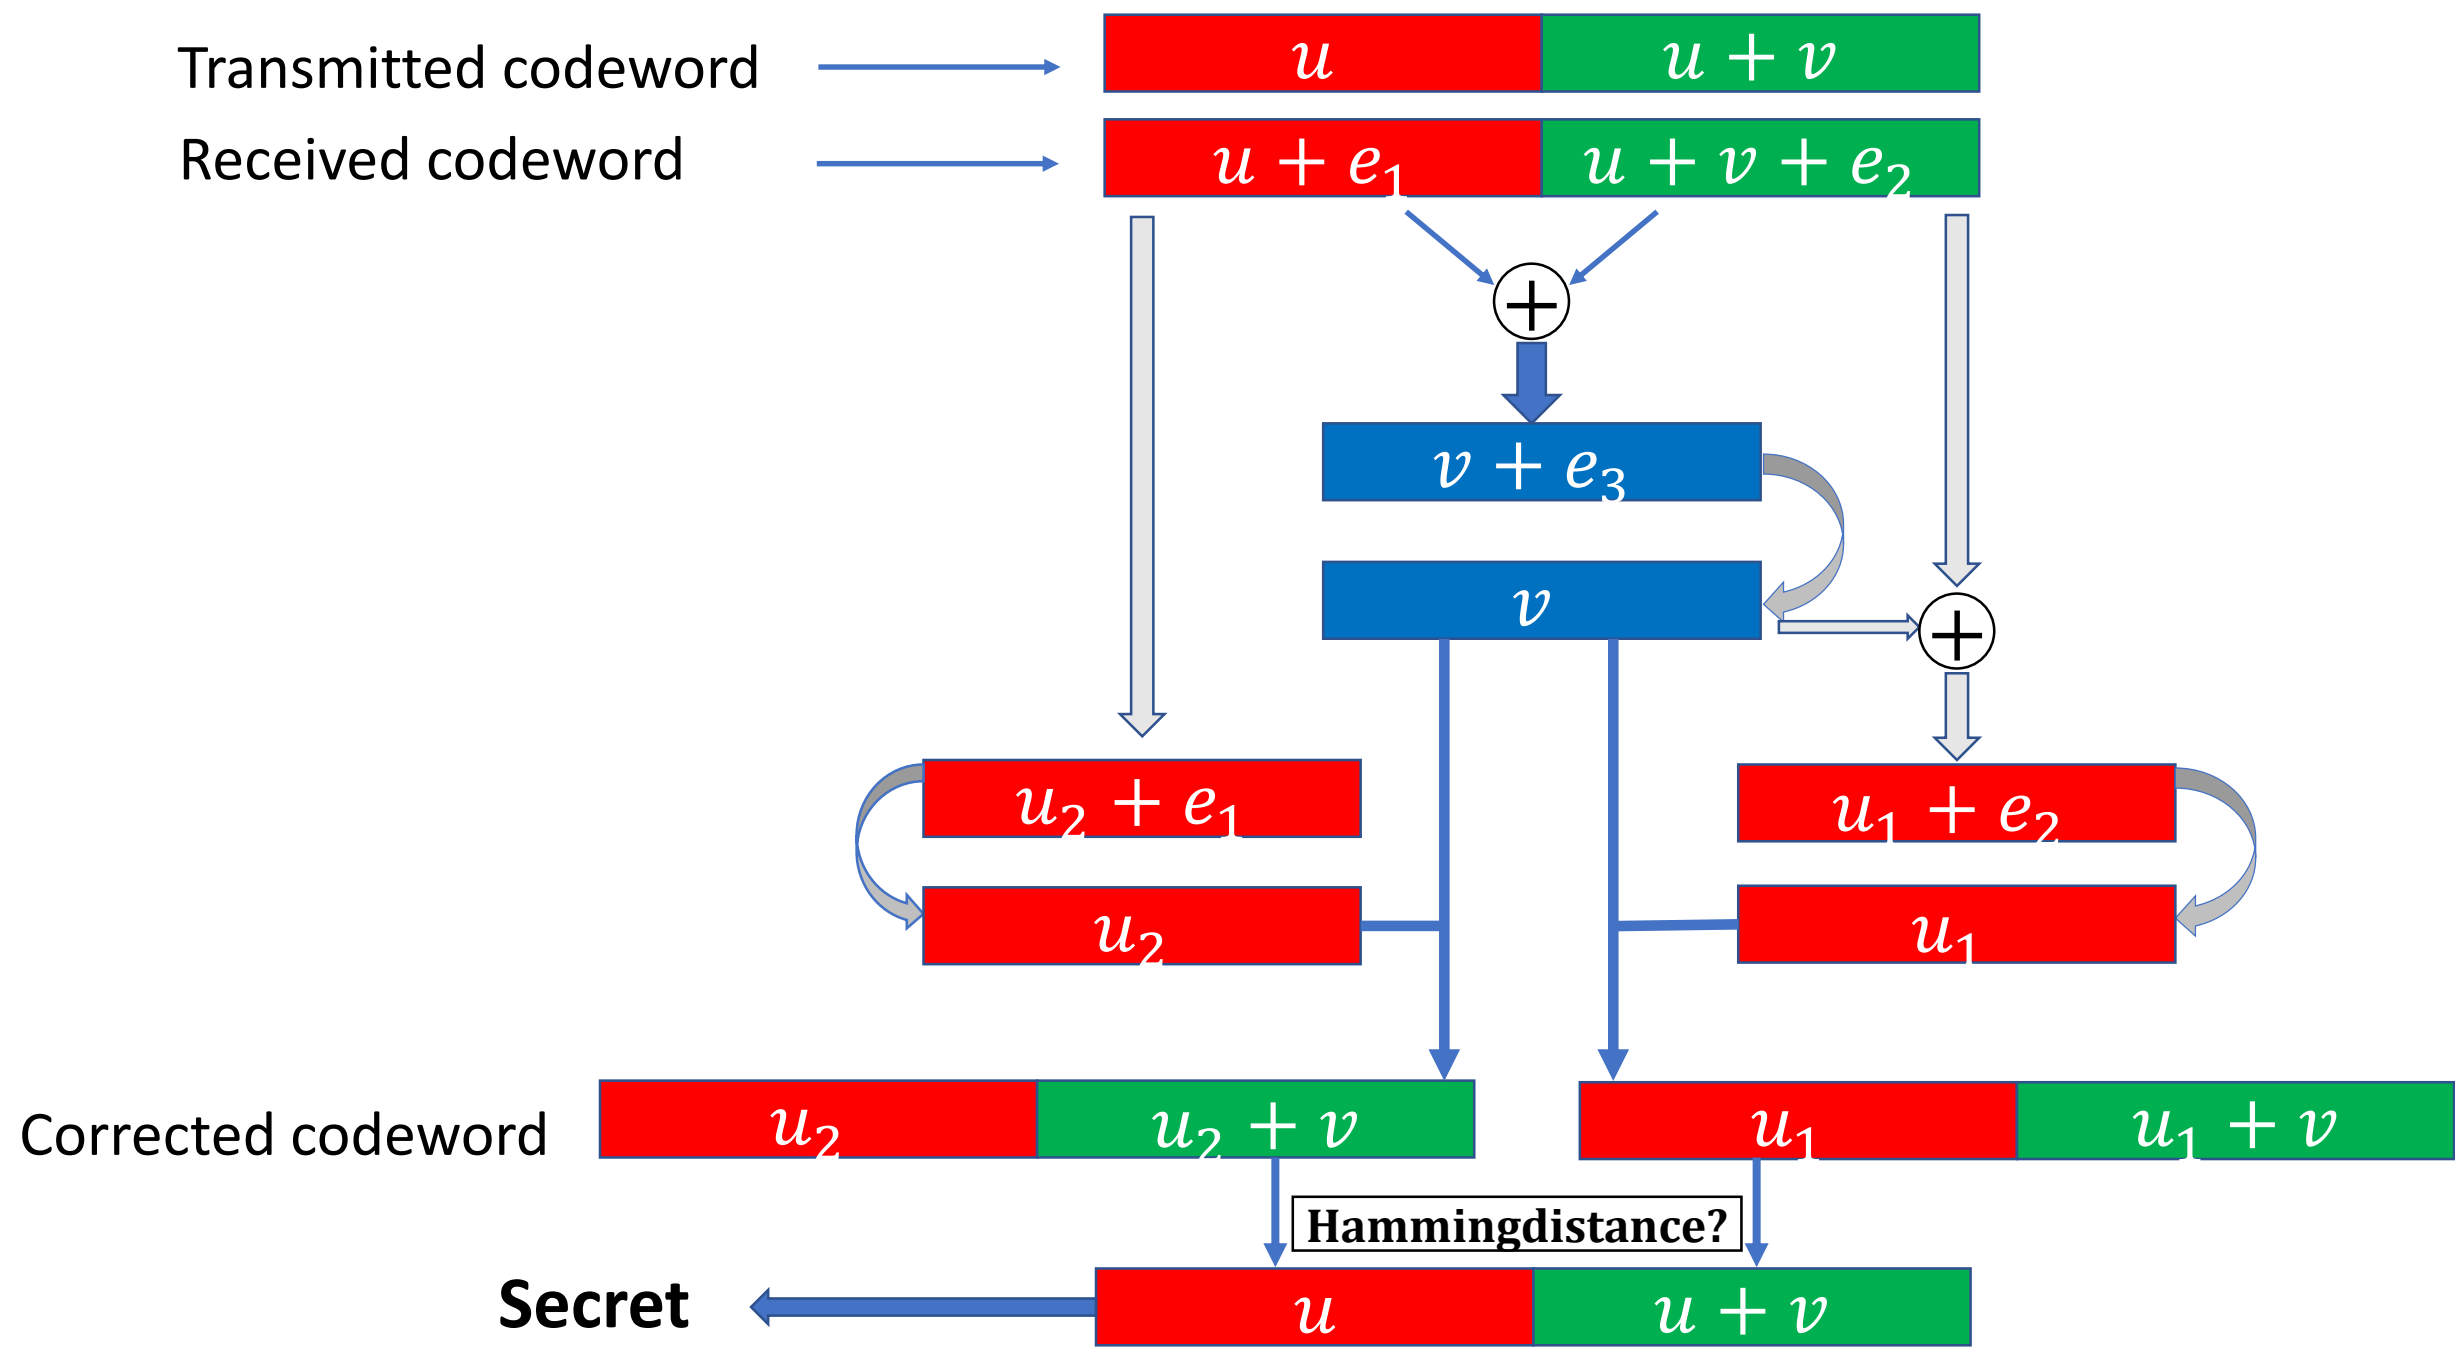 Transmitted codeword u u + v
Received codeword u + e₁ u + v + e₂
+
v + e₃
v
+
u₂ + e₁ u₁ + e₂
u₂ u₁
Corrected codeword u₂ u₂ + v u₁ u₁ + v
Hammingdistance?
Secret u u + v